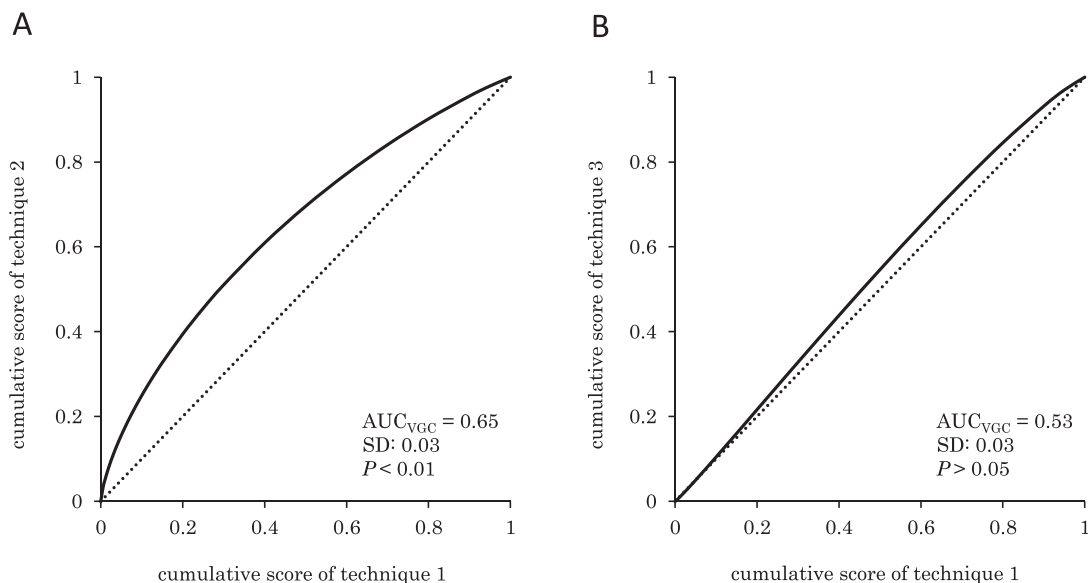 A
1
0.8
0.6
0.4
0.2
0
0 0.2 0.4 0.6 0.8 1
cumulative score of technique 2
cumulative score of technique 1
AUCVGC = 0.65
SD: 0.03
P < 0.01
B
1
0.8
0.6
0.4
0.2
0
0 0.2 0.4 0.6 0.8 1
cumulative score of technique 3
cumulative score of technique 1
AUCVGC = 0.53
SD: 0.03
P > 0.05